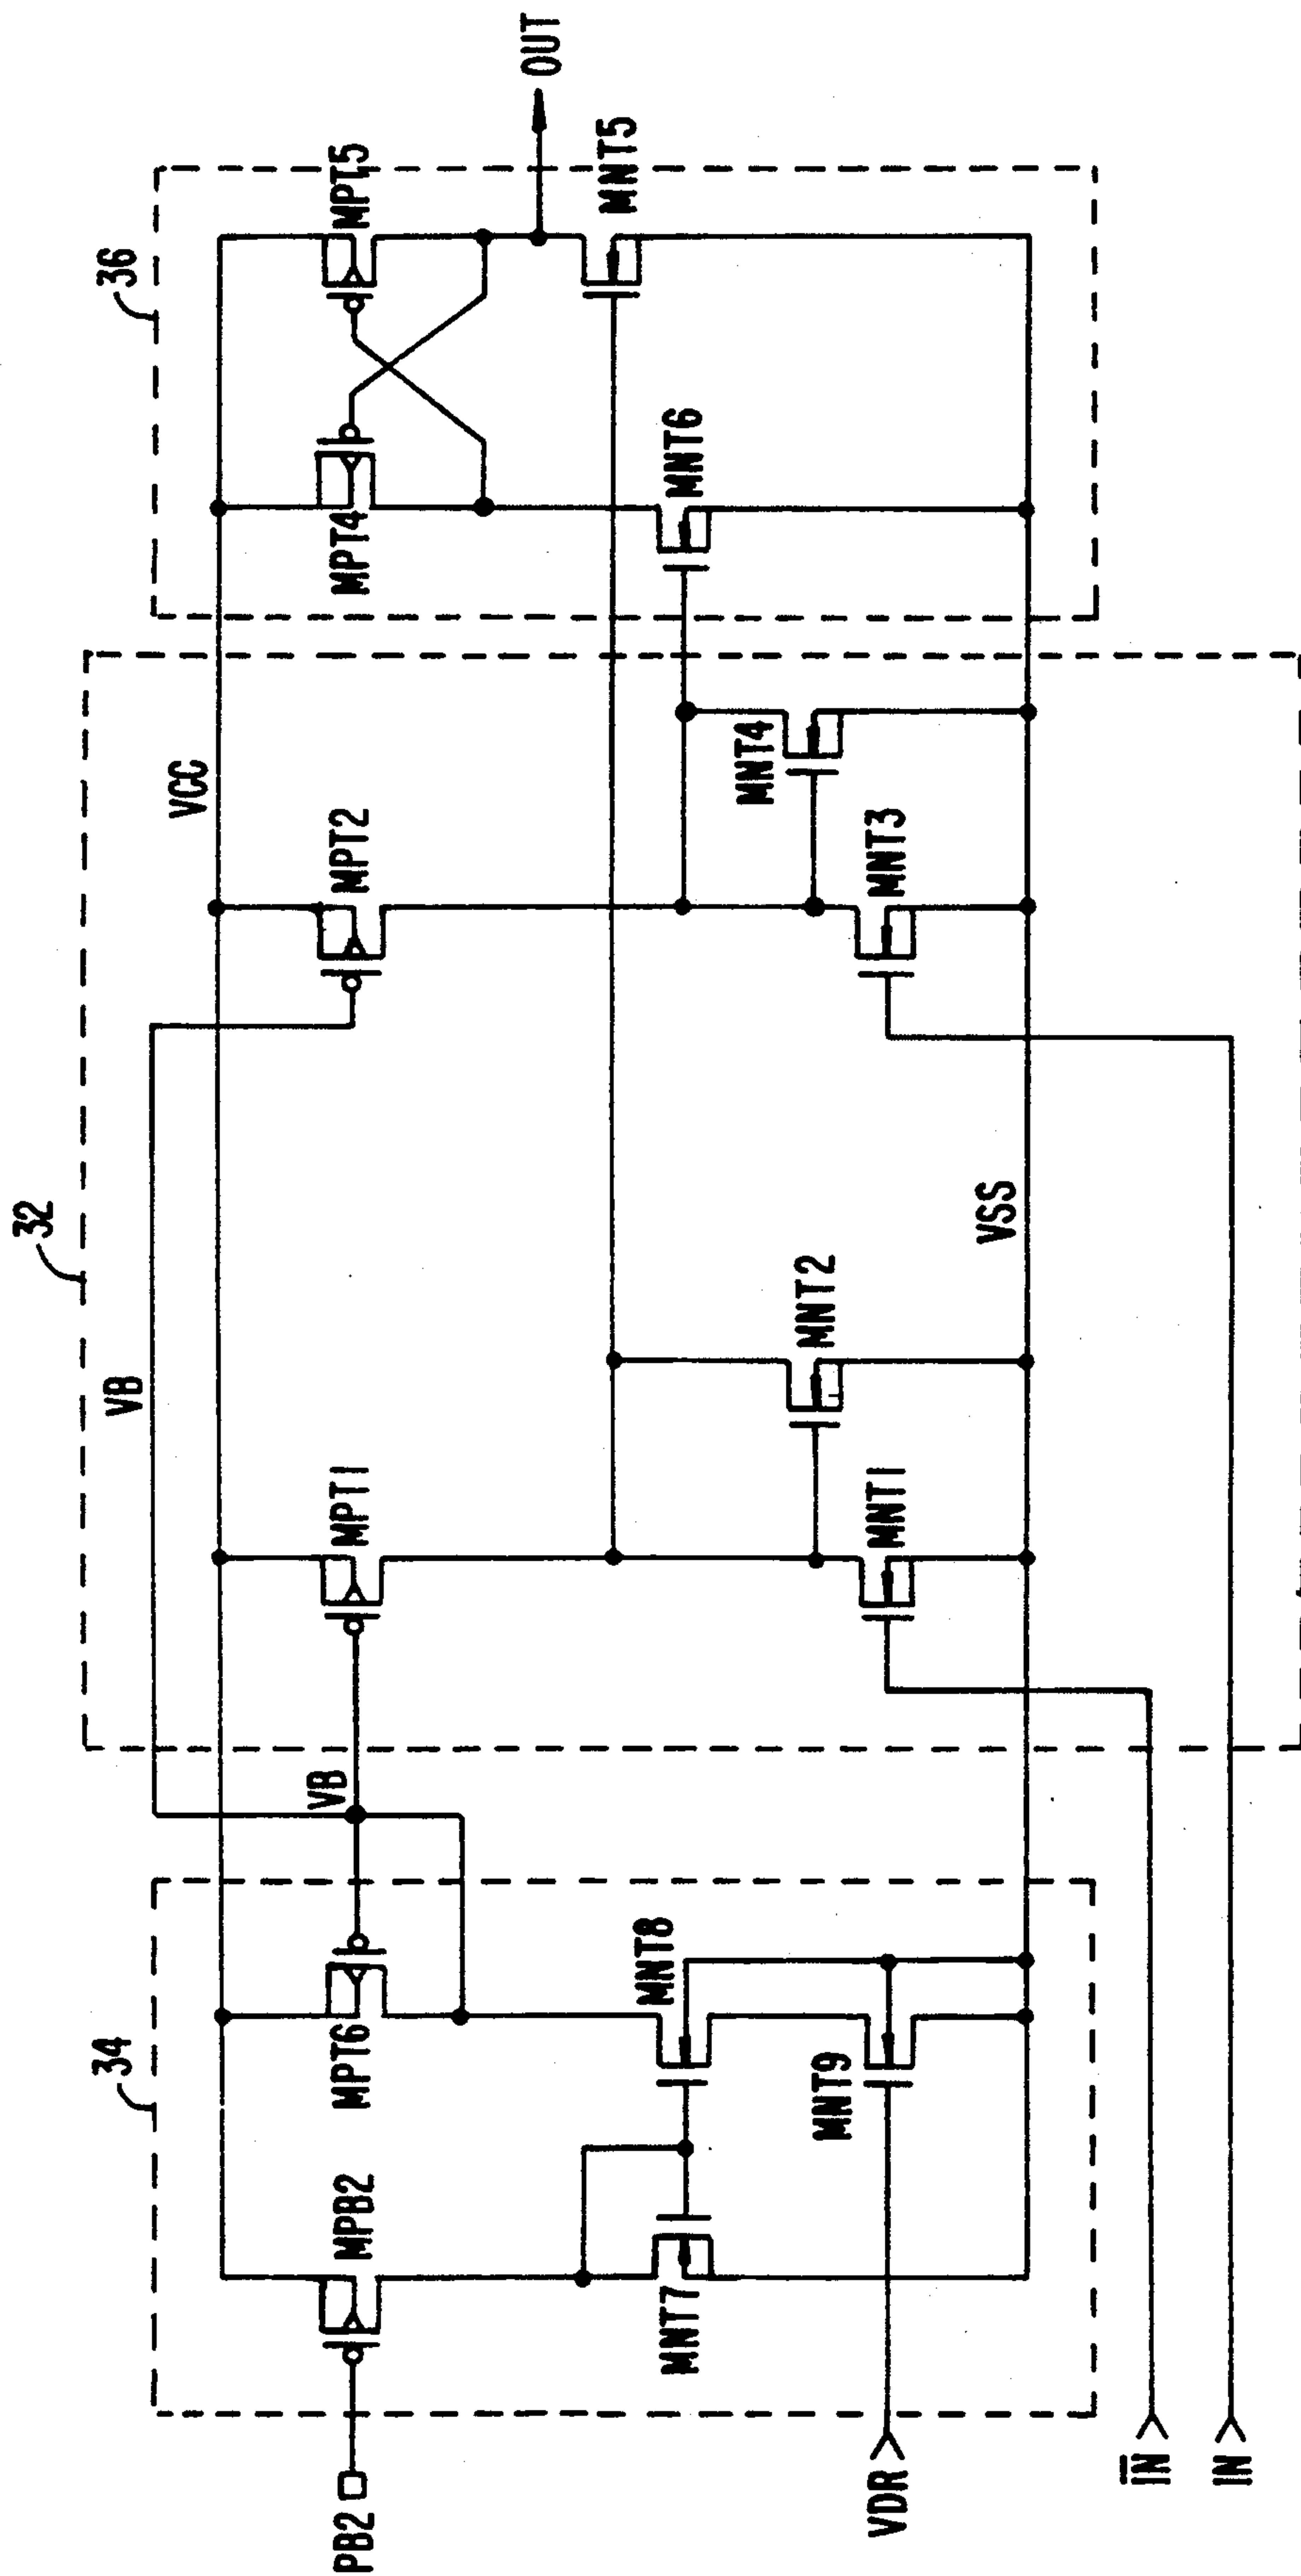 32
36
34
VB
VCC
VB
MPB2
MPT6
MPT1
MPT2
MPT4
MPT5
OUT
PB2
MNT7
MNT8
MNT9
MNT2
MNT1
MNT4
MNT3
MNT6
MNT5
VSS
VDR
I̅N̅
IN